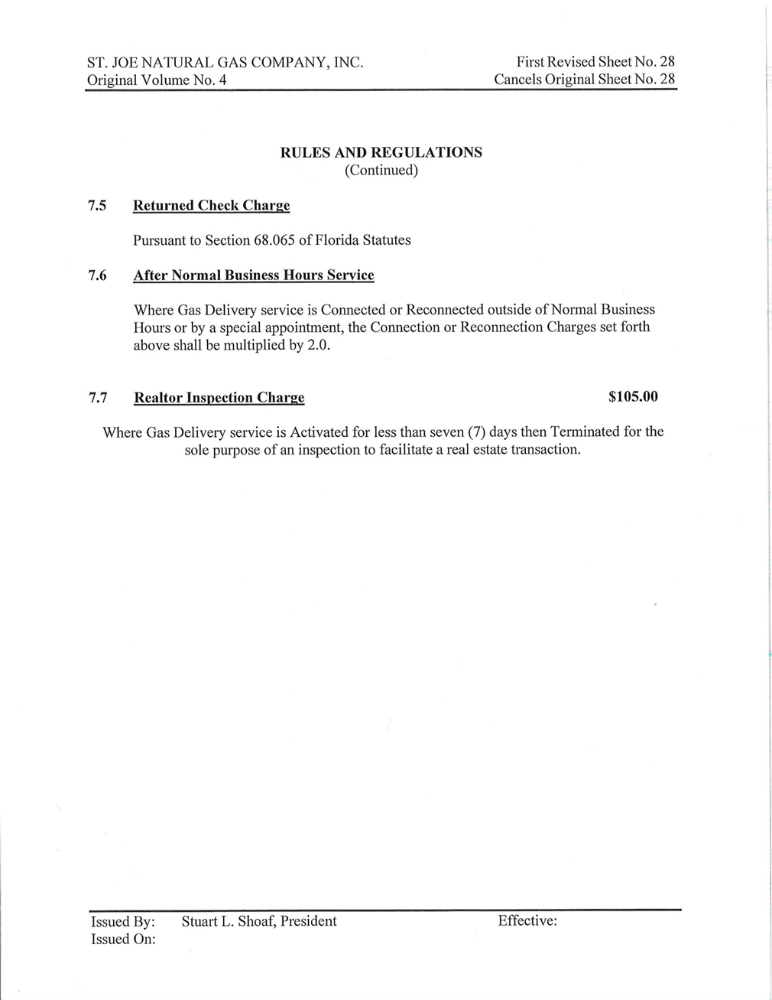 ST. JOE NATURAL GAS COMPANY, INC. First Revised Sheet No. 28
Original Volume No. 4 Cancels Original Sheet No. 28
RULES AND REGULATIONS
(Continued)
7.5 Returned Check Charge
Pursuant to Section 68.065 of Florida Statutes
7.6 After Normal Business Hours Service
Where Gas Delivery service is Connected or Reconnected outside of Normal Business
Hours or by a special appointment, the Connection or Reconnection Charges set forth
above shall be multiplied by 2.0.
7.7 Realtor Inspection Charge $105.00
Where Gas Delivery service is Activated for less than seven (7) days then Terminated for the
sole purpose of an inspection to facilitate a real estate transaction.
Issued By: Stuart L. Shoaf, President Effective:
Issued On: